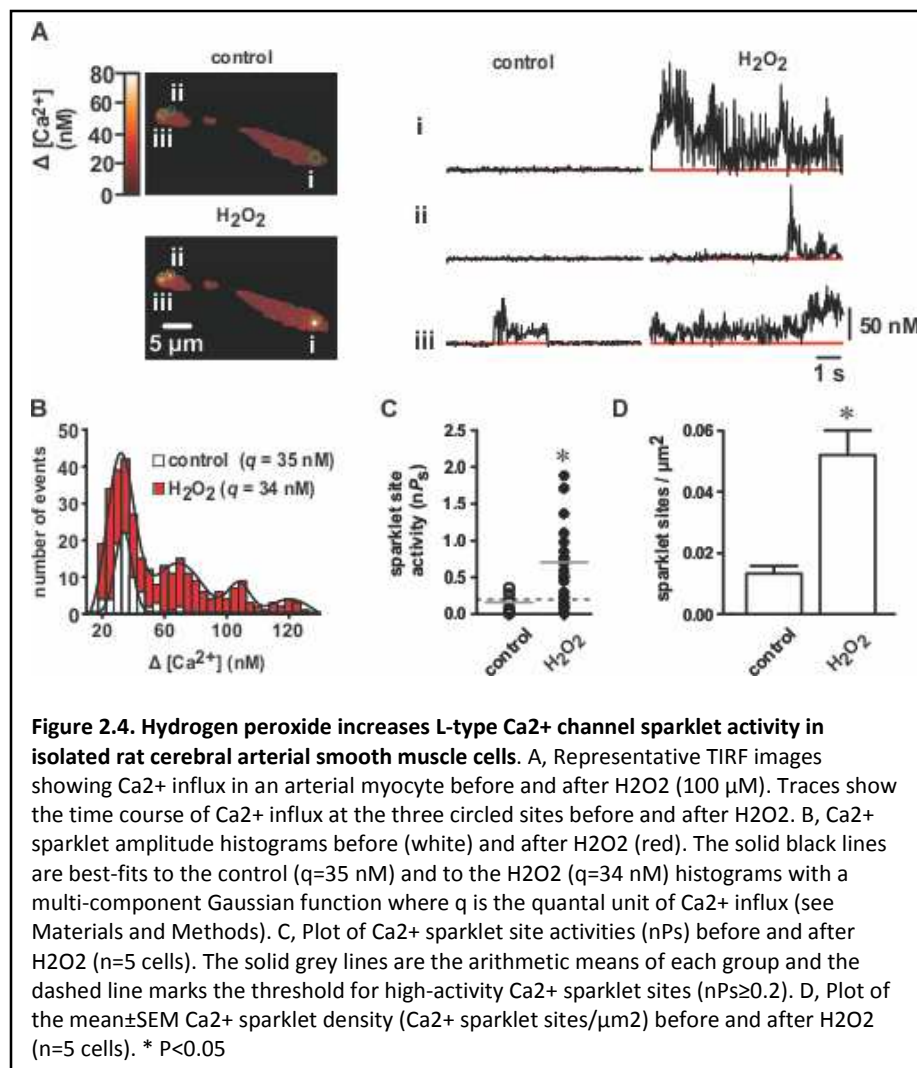 A
control
H2O2
control
H2O2
Δ [Ca2+]
(nM)
80
60
40
20
0
ii
iii
i
ii
iii
i
5 µm
i
ii
iii
50 nM
1 s
B
number of events
50
40
30
20
10
0
control (q = 35 nM)
H2O2 (q = 34 nM)
20 60 100 120
Δ [Ca2+] (nM)
C
sparklet site
activity (nPs)
2.5
2.0
1.5
1.0
0.5
0.0
*
control
H2O2
D
sparklet sites / µm2
0.06
0.04
0.02
0.00
*
control
H2O2
Figure 2.4. Hydrogen peroxide increases L-type Ca2+ channel sparklet activity in
isolated rat cerebral arterial smooth muscle cells. A, Representative TIRF images
showing Ca2+ influx in an arterial myocyte before and after H2O2 (100 µM). Traces show
the time course of Ca2+ influx at the three circled sites before and after H2O2. B, Ca2+
sparklet amplitude histograms before (white) and after H2O2 (red). The solid black lines
are best-fits to the control (q=35 nM) and to the H2O2 (q=34 nM) histograms with a
multi-component Gaussian function where q is the quantal unit of Ca2+ influx (see
Materials and Methods). C, Plot of Ca2+ sparklet site activities (nPs) before and after
H2O2 (n=5 cells). The solid grey lines are the arithmetic means of each group and the
dashed line marks the threshold for high-activity Ca2+ sparklet sites (nPs≥0.2). D, Plot of
the mean±SEM Ca2+ sparklet density (Ca2+ sparklet sites/µm2) before and after H2O2
(n=5 cells). * P<0.05